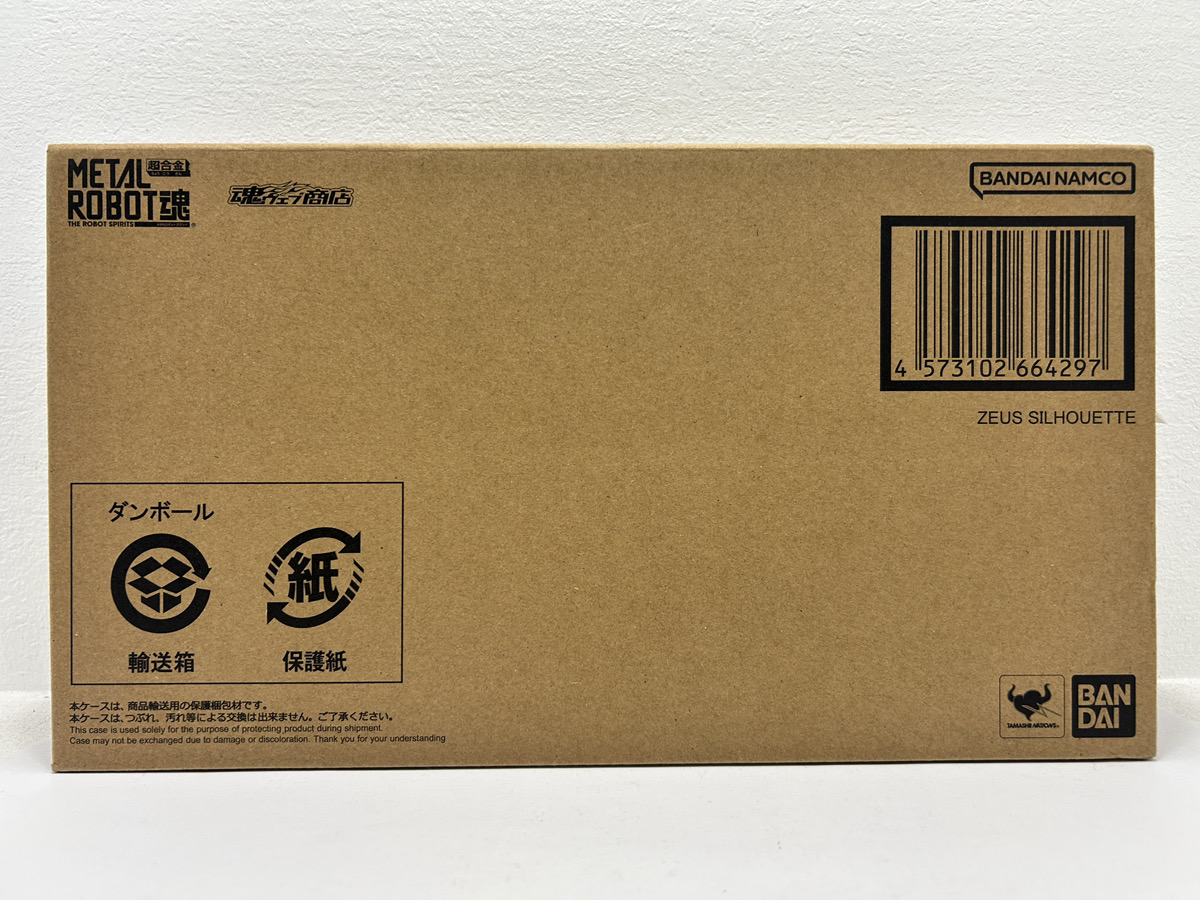 METAL 超合金
ROBOT魂
THE ROBOT SPIRITS
魂ウェブ商店
BANDAI NAMCO
4 573102 664297
ZEUS SILHOUETTE
ダンボール
紙
輸送箱 保護紙
本ケースは、商品輸送用の保護梱包材です。
本ケースは、つぶれ、汚れ等による交換は出来ません。ご了承ください。
This case is used solely for the purpose of protecting product during shipment.
Case may not be exchanged due to damage or discoloration. Thank you for your understanding
TAMASHII NATIONS
BAN
DAI